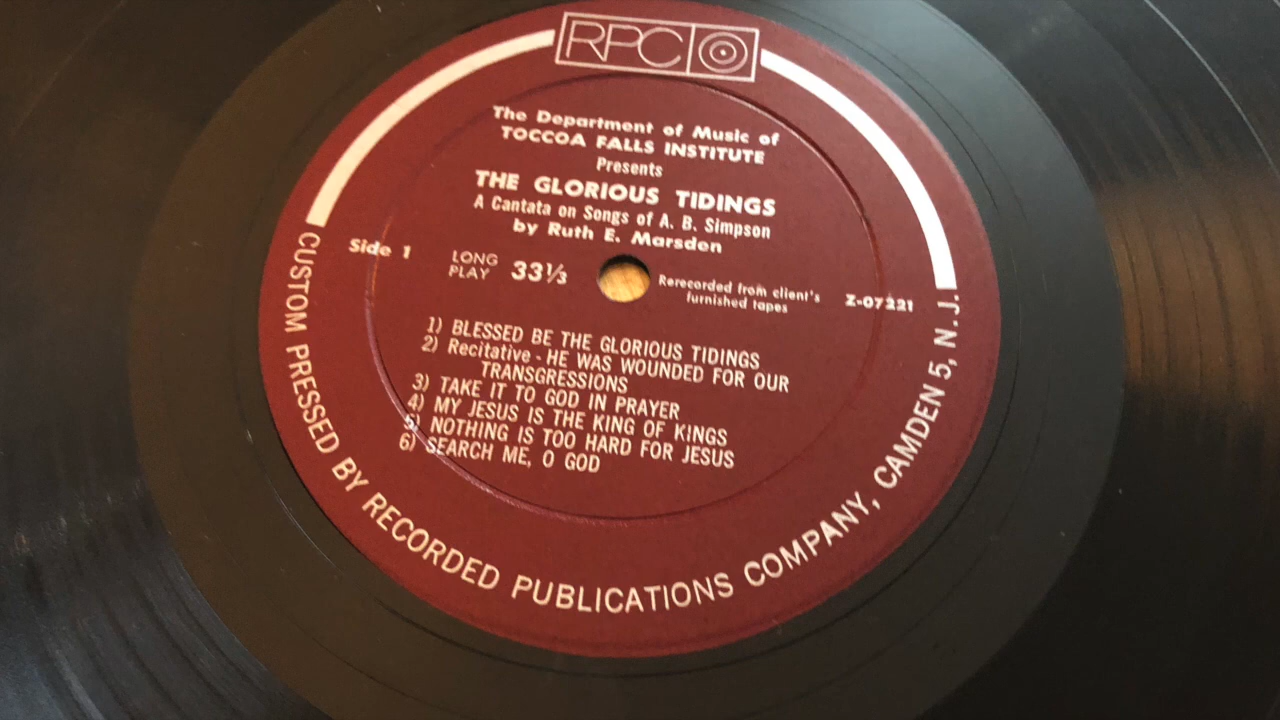 RPC
The Department of Music of
TOCCOA FALLS INSTITUTE
Presents
THE GLORIOUS TIDINGS
A Cantata on Songs of A. B. Simpson
by Ruth E. Marsden
Side 1
LONG
PLAY 33⅓
Rerecorded from client's
furnished tapes
Z-07221
1) BLESSED BE THE GLORIOUS TIDINGS
2) Recitative - HE WAS WOUNDED FOR OUR
TRANSGRESSIONS
3) TAKE IT TO GOD IN PRAYER
4) MY JESUS IS THE KING OF KINGS
5) NOTHING IS TOO HARD FOR JESUS
6) SEARCH ME, O GOD
CUSTOM PRESSED BY RECORDED PUBLICATIONS COMPANY, CAMDEN 5, N.J.